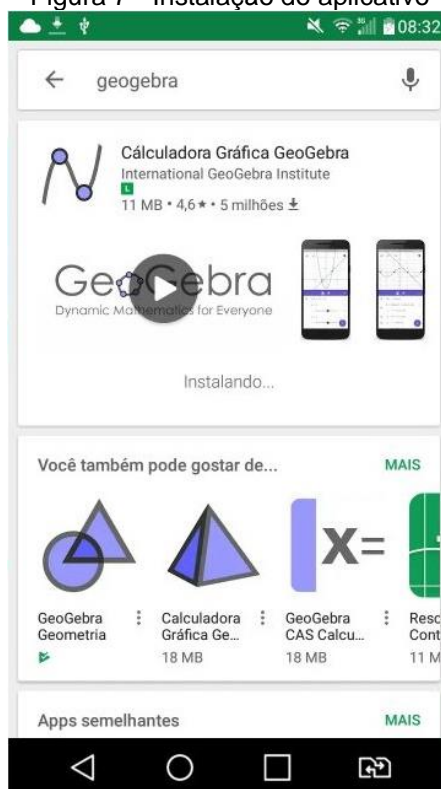 Figura 7 - Instalação do aplicativo
08:32
geogebra
Cálculadora Gráfica GeoGebra
International GeoGebra Institute
L
11 MB • 4,6★ • 5 milhões
GeoGebra
Dynamic Mathematics for Everyone
Instalando...
Você também pode gostar de...
MAIS
X=
GeoGebra
Geometria
Calculadora
Gráfica Ge...
18 MB
GeoGebra
CAS Calcu...
18 MB
Resc
Cont
11 M
Apps semelhantes
MAIS